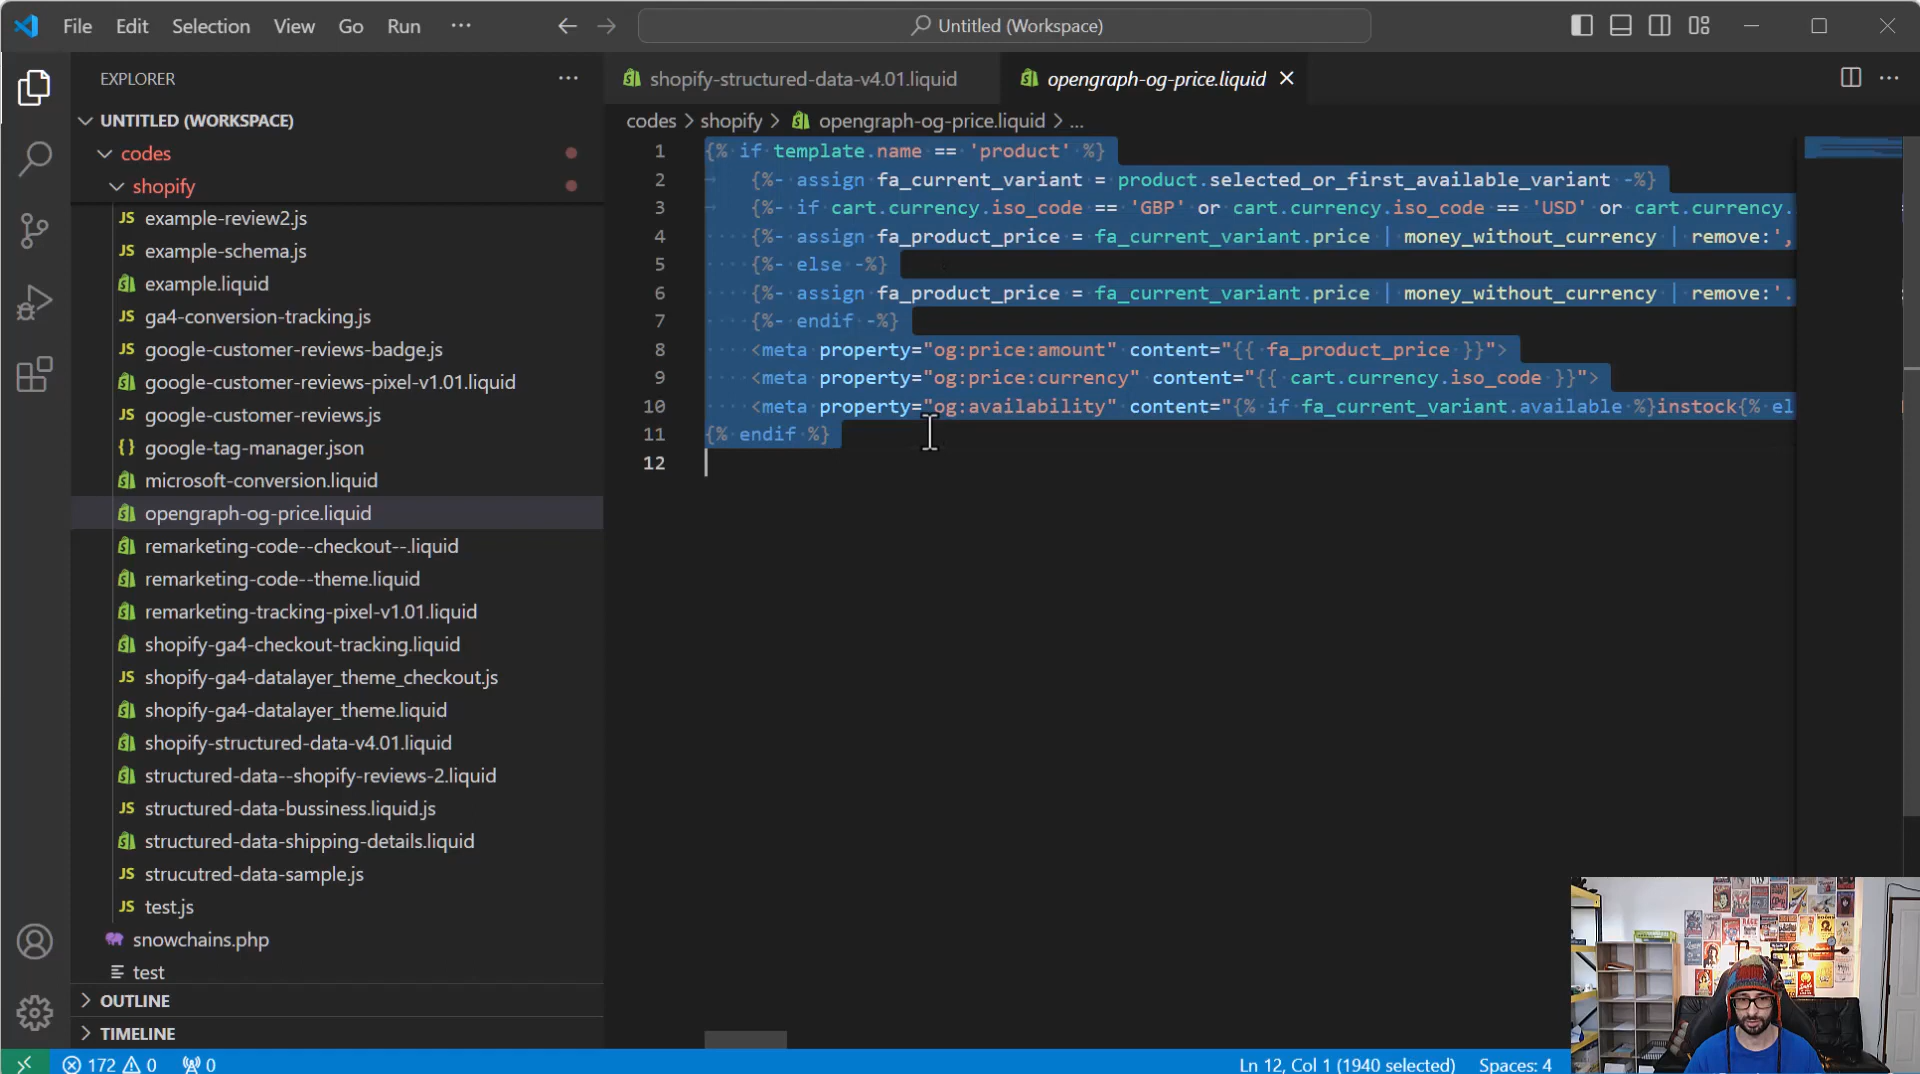 File Edit Selection View Go Run ···
Untitled (Workspace)
EXPLORER
UNTITLED (WORKSPACE)
codes
shopify
JS example-review2.js
JS example-schema.js
example.liquid
JS ga4-conversion-tracking.js
JS google-customer-reviews-badge.js
google-customer-reviews-pixel-v1.01.liquid
JS google-customer-reviews.js
{} google-tag-manager.json
microsoft-conversion.liquid
opengraph-og-price.liquid
remarketing-code--checkout--.liquid
remarketing-code--theme.liquid
remarketing-tracking-pixel-v1.01.liquid
shopify-ga4-checkout-tracking.liquid
JS shopify-ga4-datalayer_theme_checkout.js
shopify-ga4-datalayer_theme.liquid
shopify-structured-data-v4.01.liquid
structured-data--shopify-reviews-2.liquid
JS structured-data-bussiness.liquid.js
structured-data-shipping-details.liquid
JS strucutred-data-sample.js
JS test.js
snowchains.php
test
OUTLINE
TIMELINE
shopify-structured-data-v4.01.liquid
opengraph-og-price.liquid
codes > shopify > opengraph-og-price.liquid > ...
1 {% if template.name == 'product' %}
2 {%- assign fa_current_variant = product.selected_or_first_available_variant -%}
3 {%- if cart.currency.iso_code == 'GBP' or cart.currency.iso_code == 'USD' or cart.currency.
4 {%- assign fa_product_price = fa_current_variant.price | money_without_currency | remove:',
5 {%- else -%}
6 {%- assign fa_product_price = fa_current_variant.price | money_without_currency | remove:'.
7 {%- endif -%}
8 <meta property="og:price:amount" content="{{ fa_product_price }}">
9 <meta property="og:price:currency" content="{{ cart.currency.iso_code }}">
10 <meta property="og:availability" content="{% if fa_current_variant.available %}instock{% el
11 {% endif %}
12
172 0 0
Ln 12, Col 1 (1940 selected) Spaces: 4